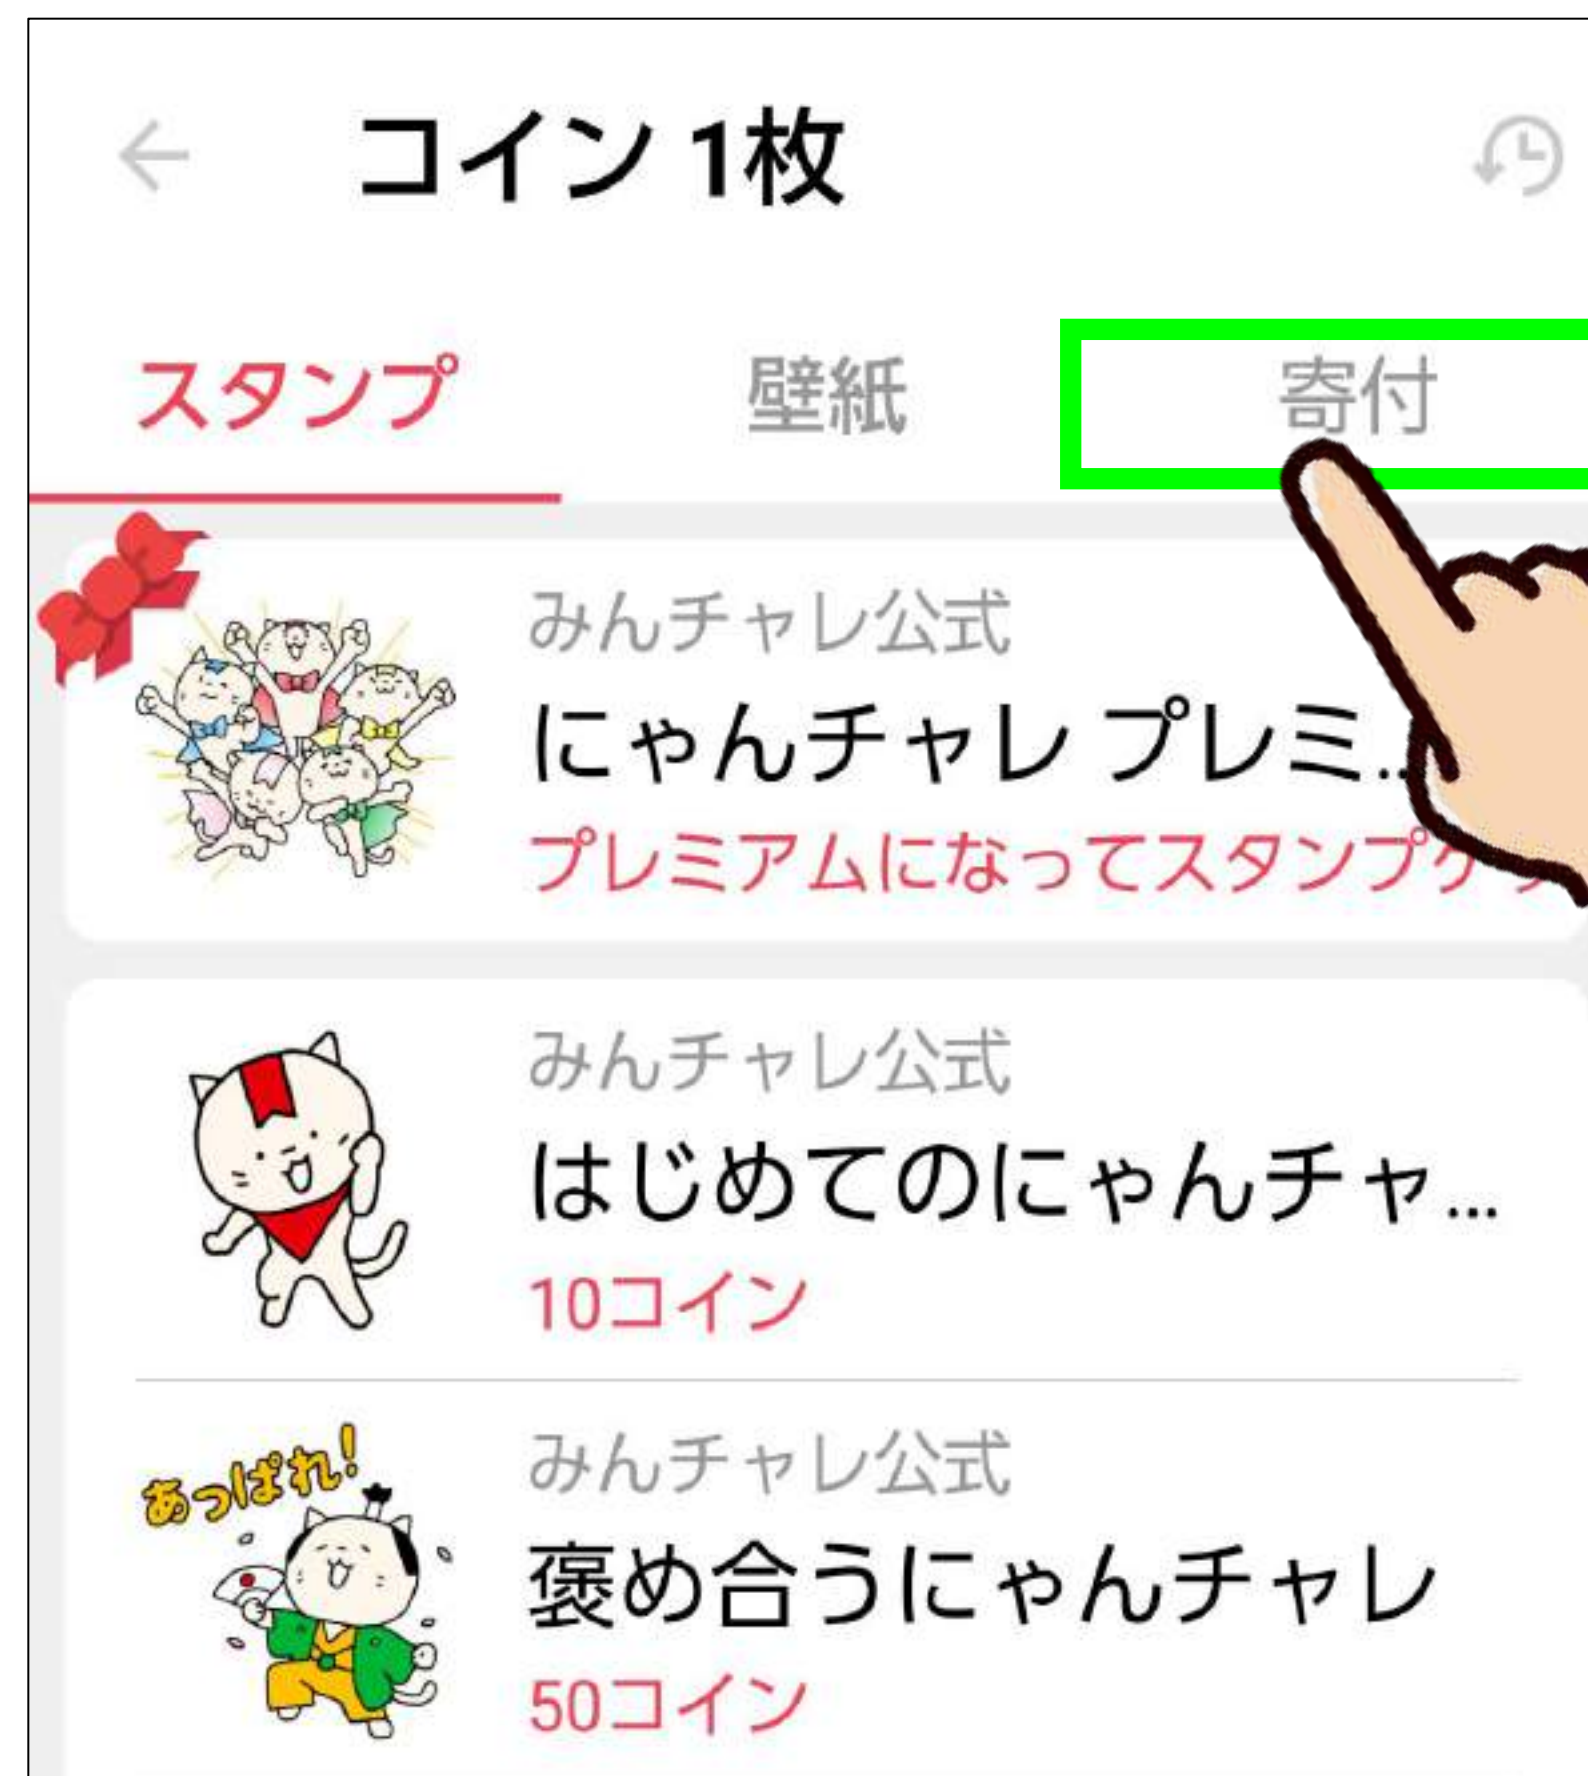 コイン 1枚
スタンプ 壁紙 寄付
みんチャレ公式
にゃんチャレ プレミ..
プレミアムになってスタンプ
みんチャレ公式
はじめてのにゃんチャ...
10コイン
あっぱれ!
みんチャレ公式
褒め合うにゃんチャレ
50コイン